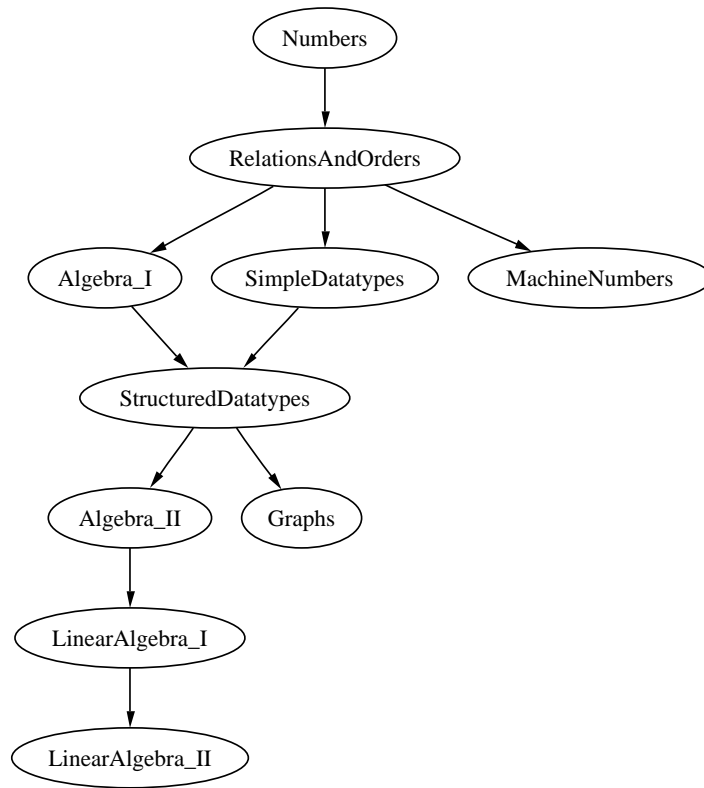 Numbers
RelationsAndOrders
Algebra_I
SimpleDatatypes
MachineNumbers
StructuredDatatypes
Algebra_II
Graphs
LinearAlgebra_I
LinearAlgebra_II